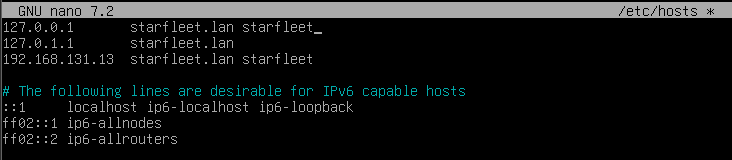 GNU nano 7.2 /etc/hosts *
127.0.0.1 starfleet.lan starfleet
127.0.1.1 starfleet.lan
192.168.131.13 starfleet.lan starfleet
# The following lines are desirable for IPv6 capable hosts
::1 localhost ip6-localhost ip6-loopback
ff02::1 ip6-allnodes
ff02::2 ip6-allrouters